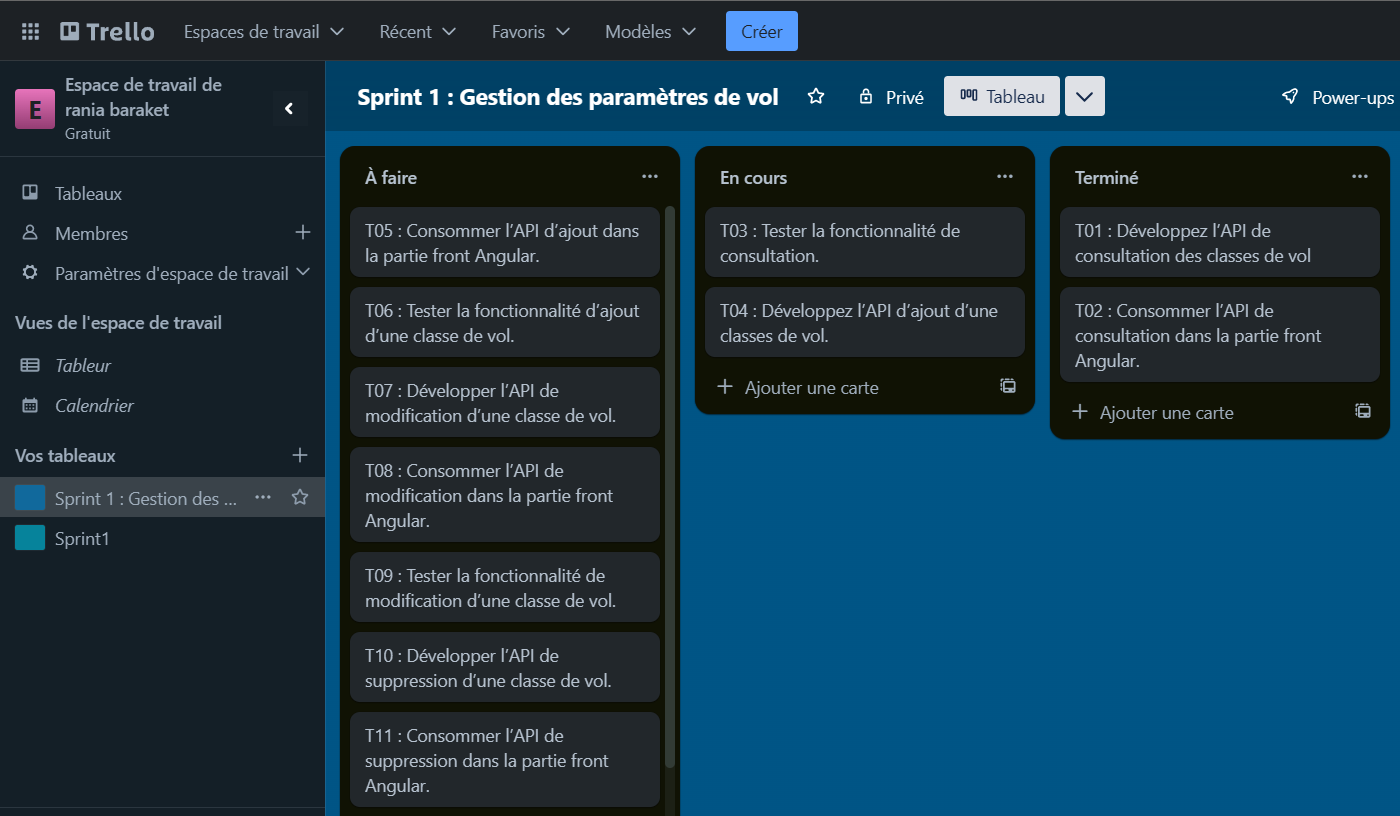 Trello
Espaces de travail
Récent
Favoris
Modèles
Créer
E
Espace de travail de
rania baraket
Gratuit
Tableaux
Membres
Paramètres d'espace de travail
Vues de l'espace de travail
Tableur
Calendrier
Vos tableaux
Sprint 1 : Gestion des ...
Sprint1
Sprint 1 : Gestion des paramètres de vol
Privé
Tableau
Power-ups
À faire
T05 : Consommer l’API d’ajout dans
la partie front Angular.
T06 : Tester la fonctionnalité d’ajout
d’une classe de vol.
T07 : Développer l’API de
modification d’une classe de vol.
T08 : Consommer l’API de
modification dans la partie front
Angular.
T09 : Tester la fonctionnalité de
modification d’une classe de vol.
T10 : Développer l’API de
suppression d’une classe de vol.
T11 : Consommer l’API de
suppression dans la partie front
Angular.
En cours
T03 : Tester la fonctionnalité de
consultation.
T04 : Développez l’API d’ajout d’une
classes de vol.
Ajouter une carte
Terminé
T01 : Développez l’API de
consultation des classes de vol
T02 : Consommer l’API de
consultation dans la partie front
Angular.
Ajouter une carte